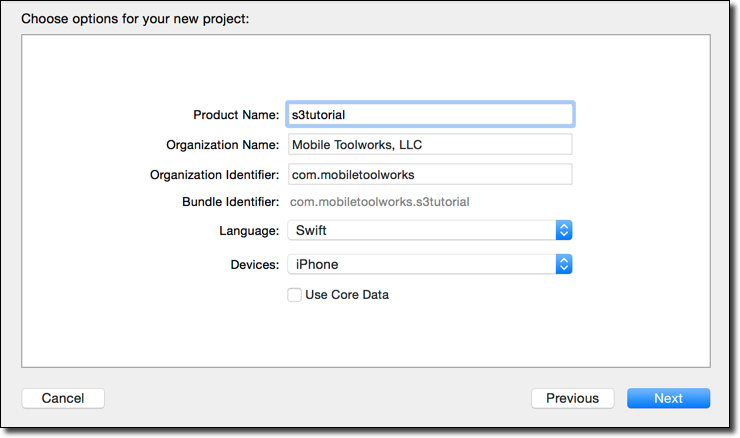 Choose options for your new project:
Product Name: s3tutorial
Organization Name: Mobile Toolworks, LLC
Organization Identifier: com.mobiletoolworks
Bundle Identifier: com.mobiletoolworks.s3tutorial
Language: Swift
Devices: iPhone
Use Core Data
Cancel Previous Next